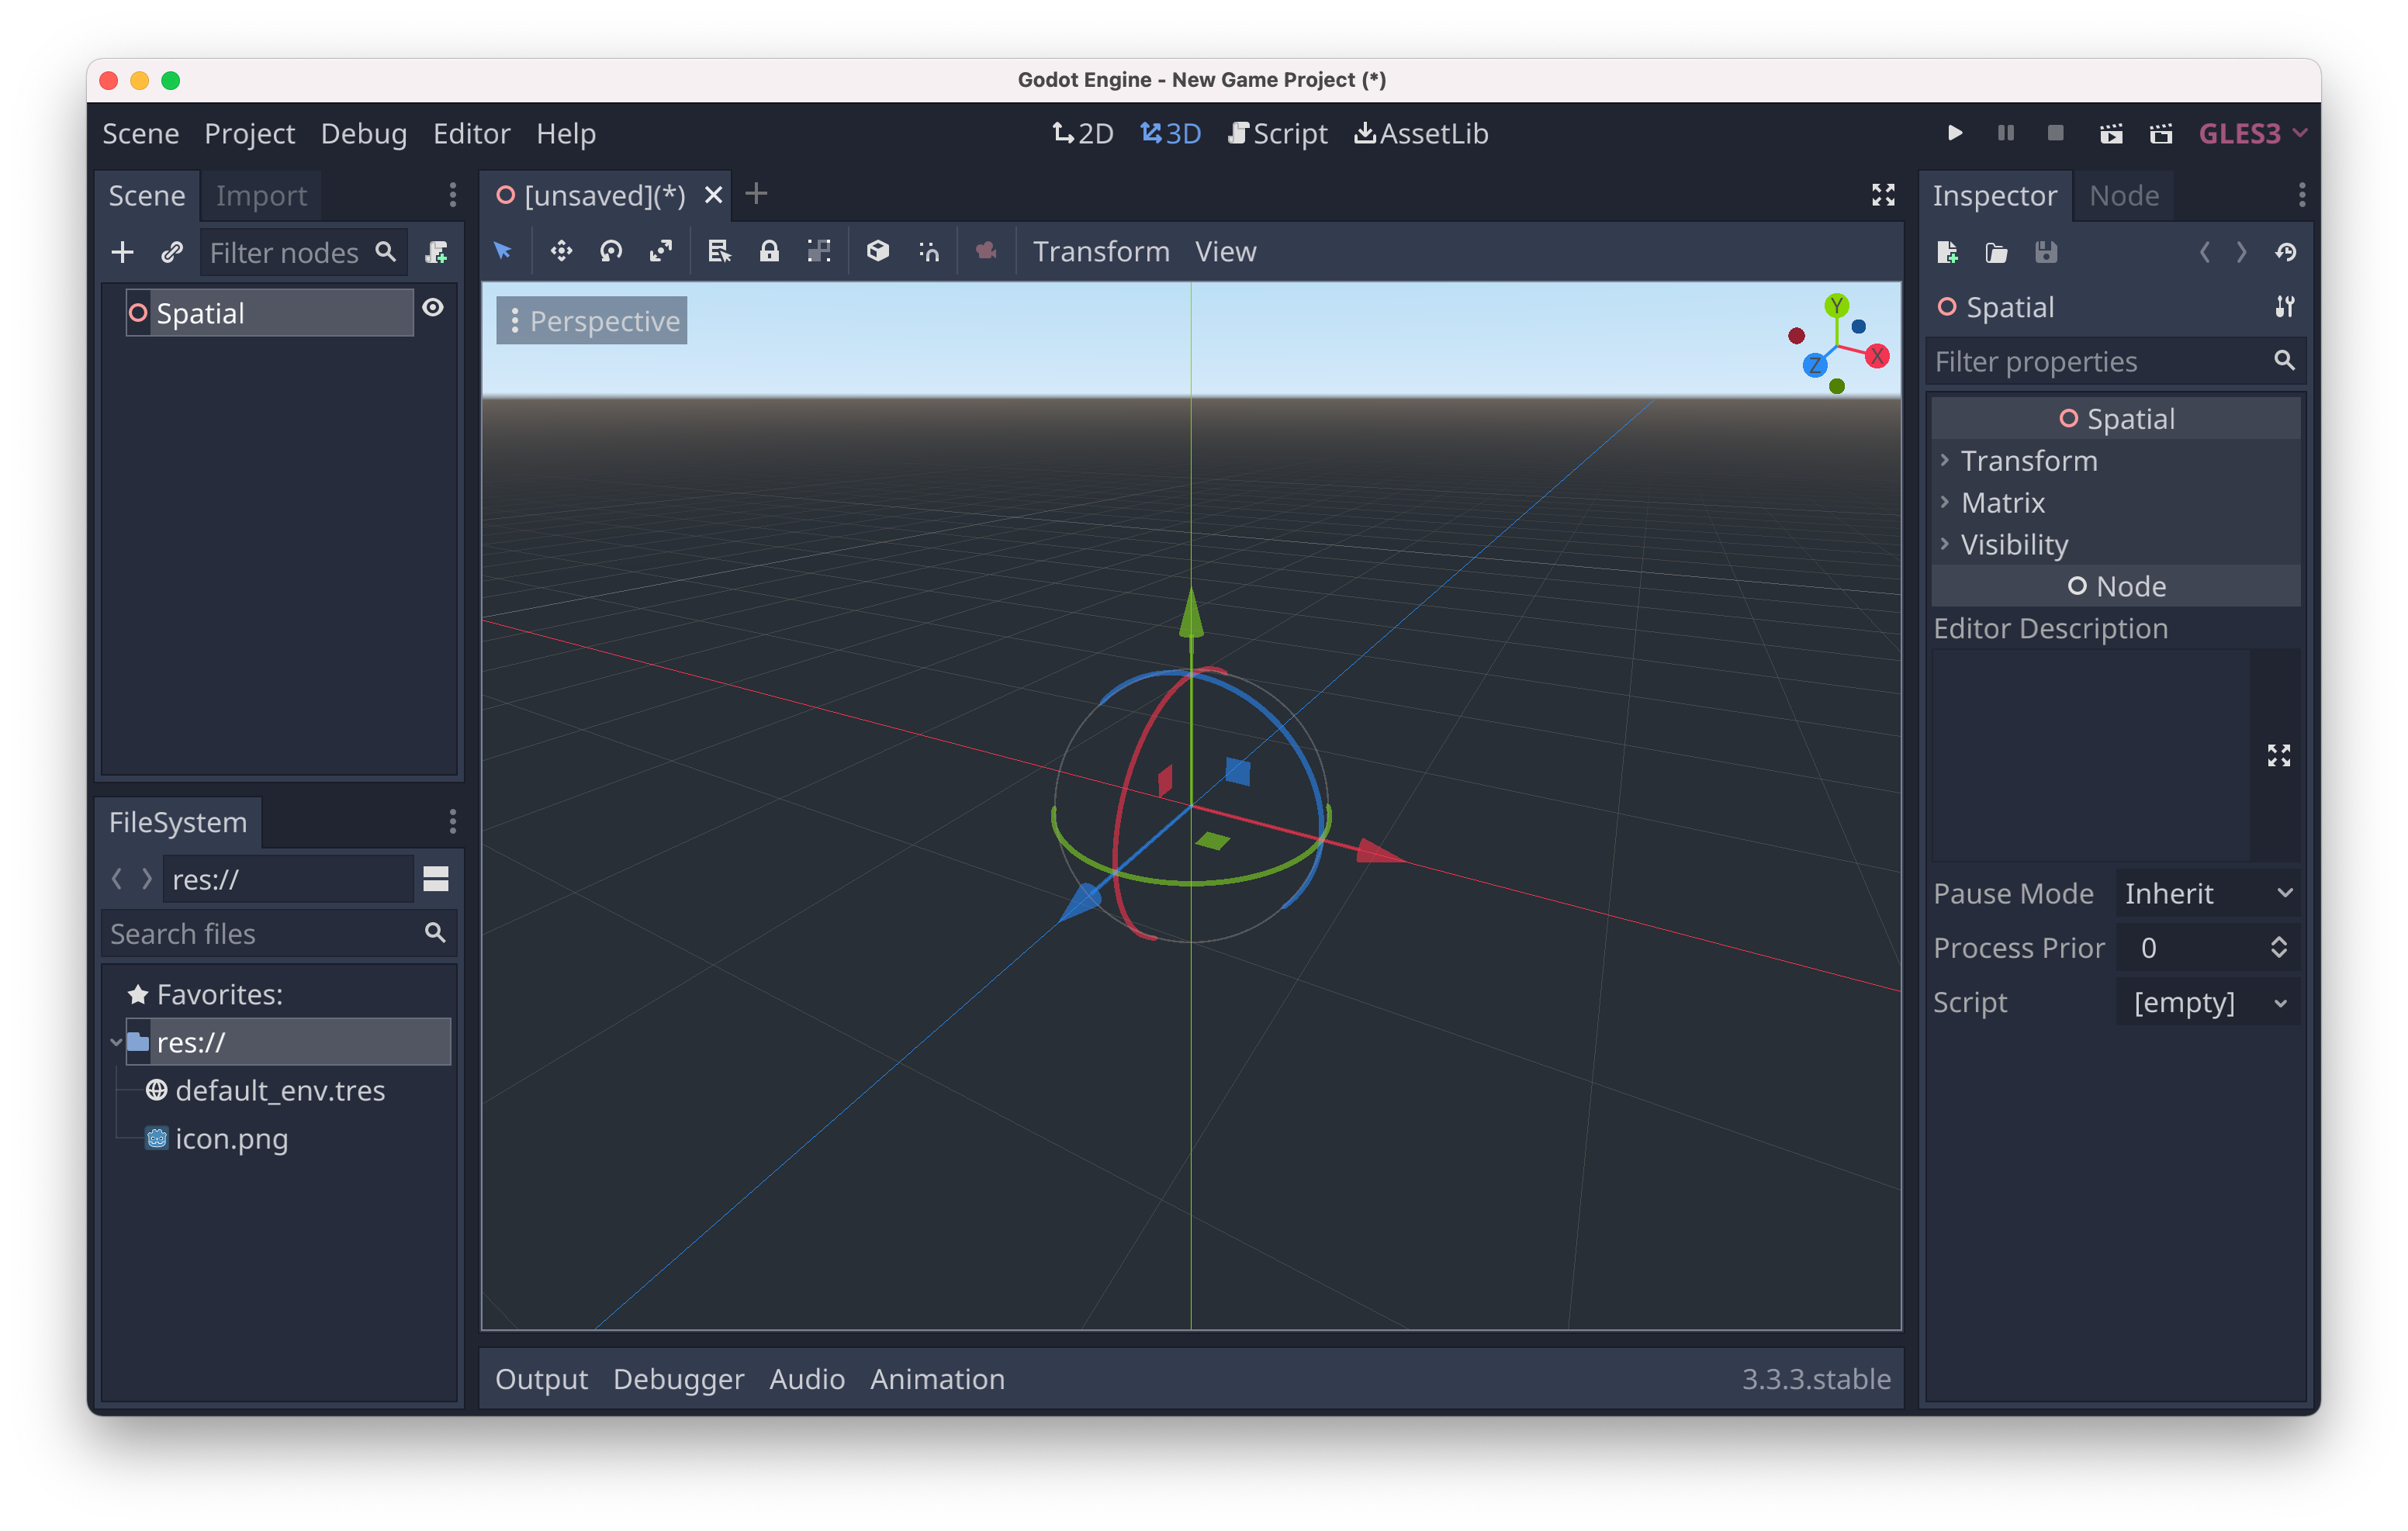 Godot Engine - New Game Project (*)
Scene Project Debug Editor Help
2D 3D Script AssetLib
GLES3
Scene Import
Filter nodes
Spatial
FileSystem
res://
Search files
Favorites:
res://
default_env.tres
icon.png
[unsaved](*)
Transform View
Perspective
Y
X
Z
Output Debugger Audio Animation
3.3.3.stable
Inspector Node
Spatial
Filter properties
Spatial
Transform
Matrix
Visibility
Node
Editor Description
Pause Mode Inherit
Process Prior 0
Script [empty]